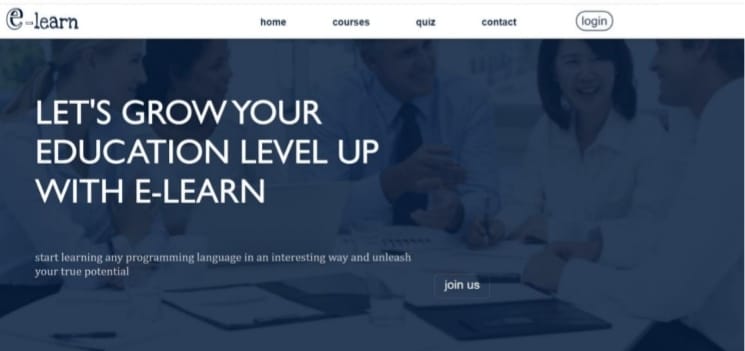 e-learn
home courses quiz contact login
LET'S GROW YOUR
EDUCATION LEVEL UP
WITH E-LEARN
start learning any programming language in an interesting way and unleash
your true potential
join us